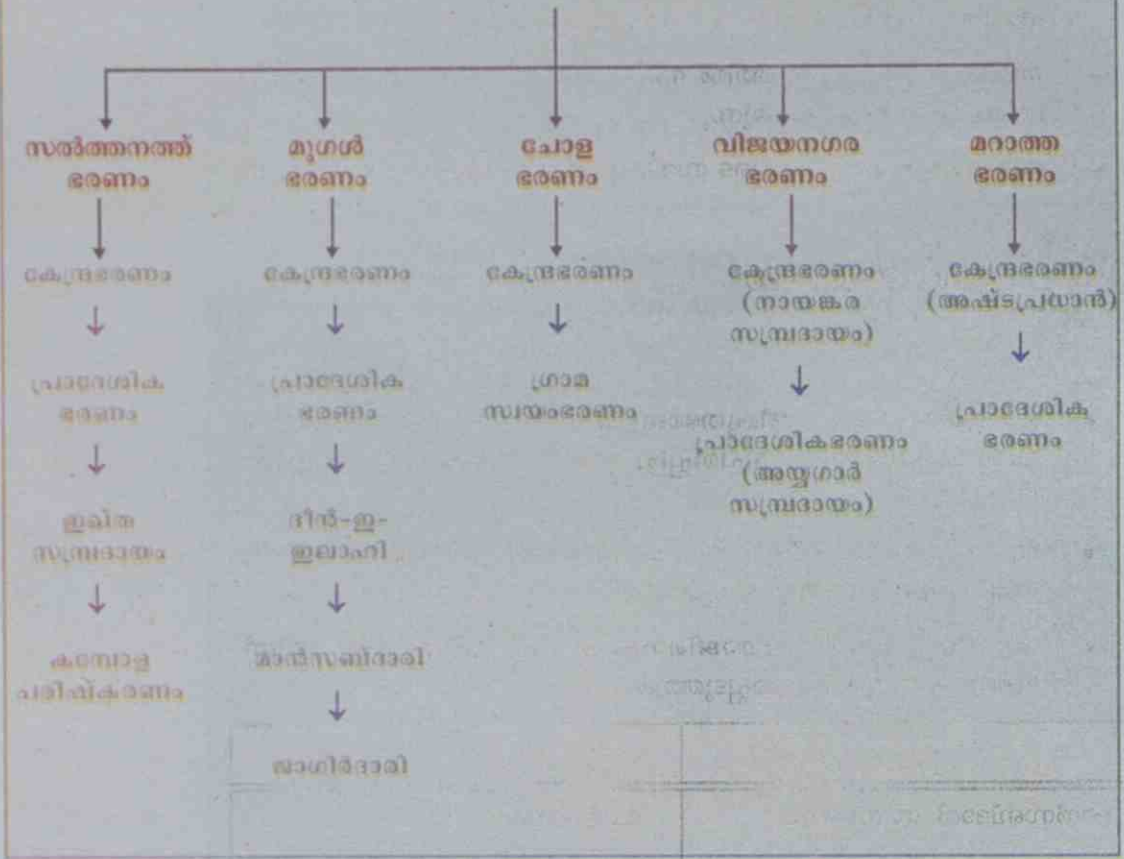 സൽത്തനത്ത്
ഭരണം
കേന്ദ്രഭരണം
പ്രാദേശിക
ഭരണം
ഇഖ്ത
സമ്പ്രദായം
കമ്പോള
പരിഷ്കരണം
മുഗൾ
ഭരണം
കേന്ദ്രഭരണം
പ്രാദേശിക
ഭരണം
ദീൻ-ഇ-
ഇലാഹി
മാൻസബ്ദാരി
ജാഗിർദാരി
ചോള
ഭരണം
കേന്ദ്രഭരണം
ഗ്രാമ
സ്വയംഭരണം
വിജയനഗര
ഭരണം
കേന്ദ്രഭരണം
(നായങ്കര
സമ്പ്രദായം)
പ്രാദേശികഭരണം
(അയ്യഗാർ
സമ്പ്രദായം)
മറാത്ത
ഭരണം
കേന്ദ്രഭരണം
(അഷ്ടപ്രധാൻ)
പ്രാദേശിക
ഭരണം